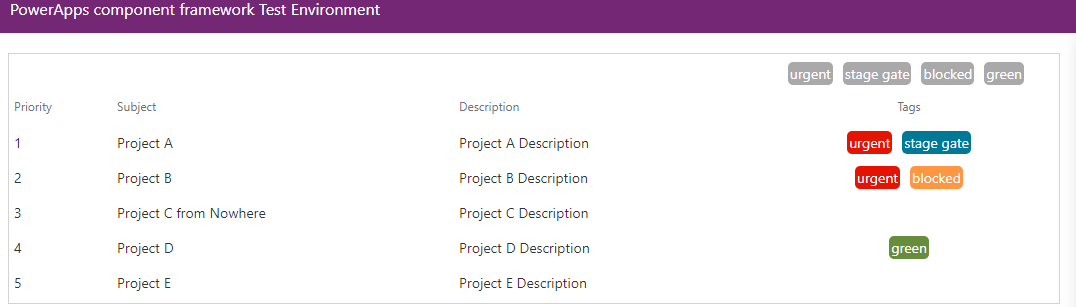 PowerApps component framework Test Environment
urgent stage gate blocked green
Priority Subject Description Tags
1 Project A Project A Description urgent stage gate
2 Project B Project B Description urgent blocked
3 Project C from Nowhere Project C Description
4 Project D Project D Description green
5 Project E Project E Description